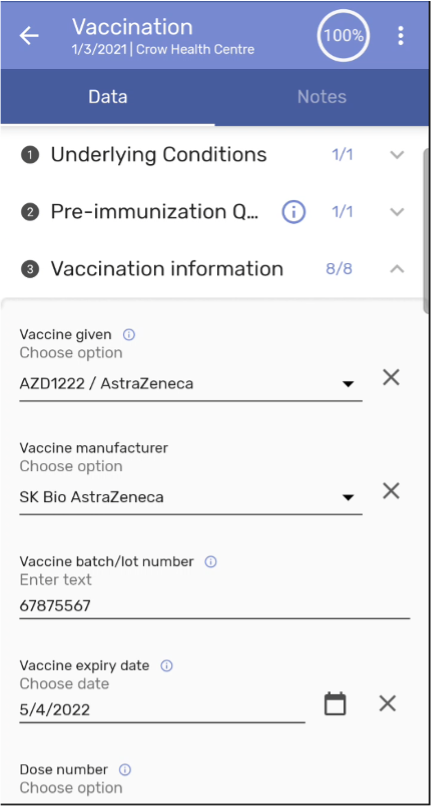 Vaccination
1/3/2021 | Crow Health Centre
100%
Data
Notes
1 Underlying Conditions 1/1
2 Pre-immunization Q... 1/1
3 Vaccination information 8/8
Vaccine given
Choose option
AZD1222 / AstraZeneca
Vaccine manufacturer
Choose option
SK Bio AstraZeneca
Vaccine batch/lot number
Enter text
67875567
Vaccine expiry date
Choose date
5/4/2022
Dose number
Choose option